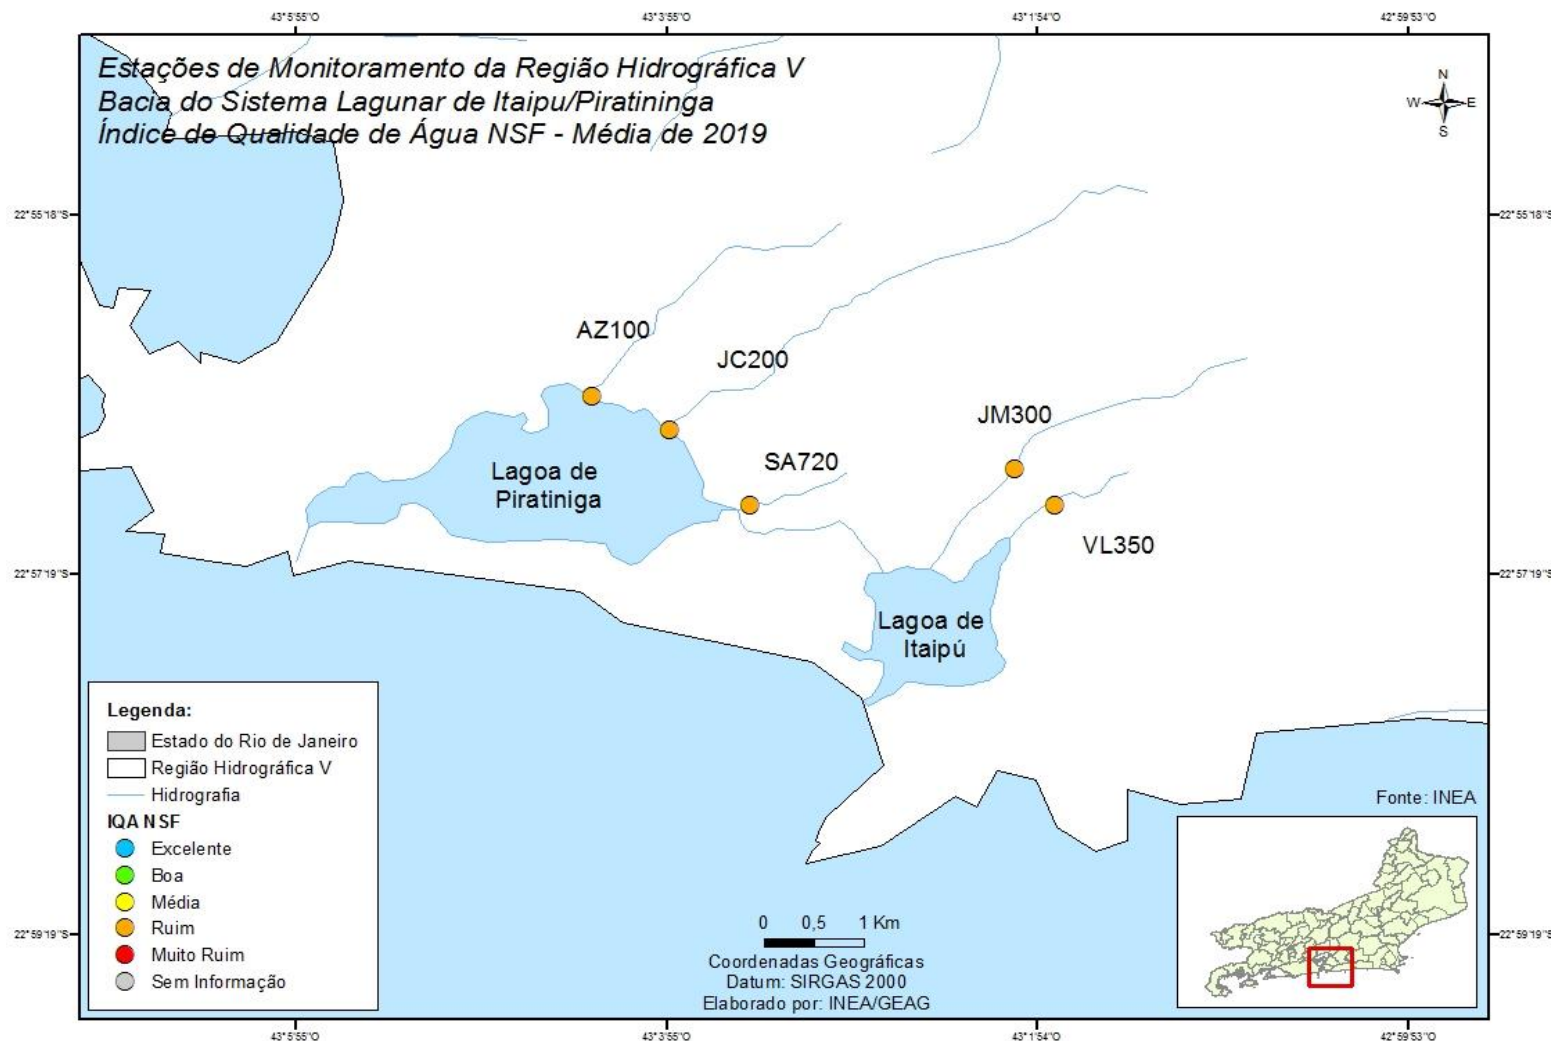 43°5'55"O
43°3'55"O
43°1'54"O
42°59'53"O
Estações de Monitoramento da Região Hidrográfica V
Bacia do Sistema Lagunar de Itaipu/Piratininga
Índice de Qualidade de Água NSF - Média de 2019
N
W
E
S
22°55'18"S
22°55'18"S
AZ100
JC200
JM300
SA720
Lagoa de
Piratiniga
VL350
22°57'19"S
22°57'19"S
Lagoa de
Itaipú
Legenda:
Estado do Rio de Janeiro
Região Hidrográfica V
Hidrografia
IQA NSF
Excelente
Boa
Média
Ruim
Muito Ruim
Sem Informação
Fonte: INEA
0 0,5 1 Km
Coordenadas Geográficas
Datum: SIRGAS 2000
Elaborado por: INEA/GEAG
22°59'19"S
22°59'19"S
43°5'55"O
43°3'55"O
43°1'54"O
42°59'53"O